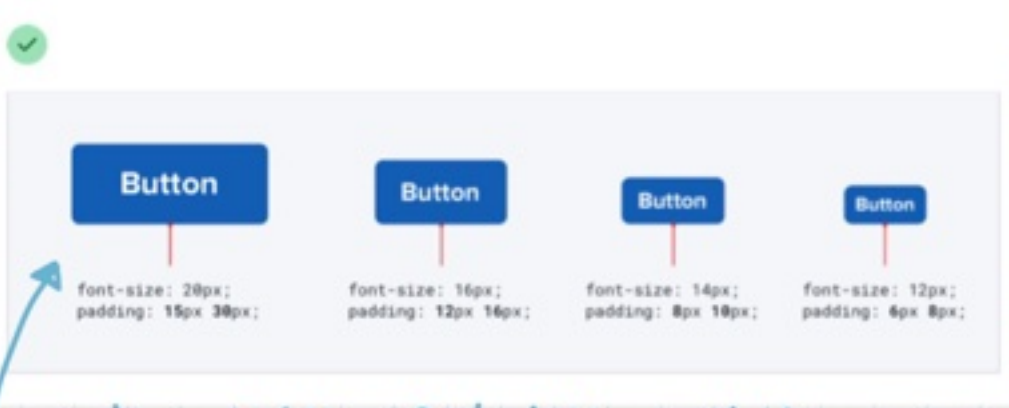 Button
Button
Button
Button
font-size: 20px;
padding: 15px 30px;
font-size: 16px;
padding: 12px 16px;
font-size: 14px;
padding: 8px 10px;
font-size: 12px;
padding: 6px 8px;